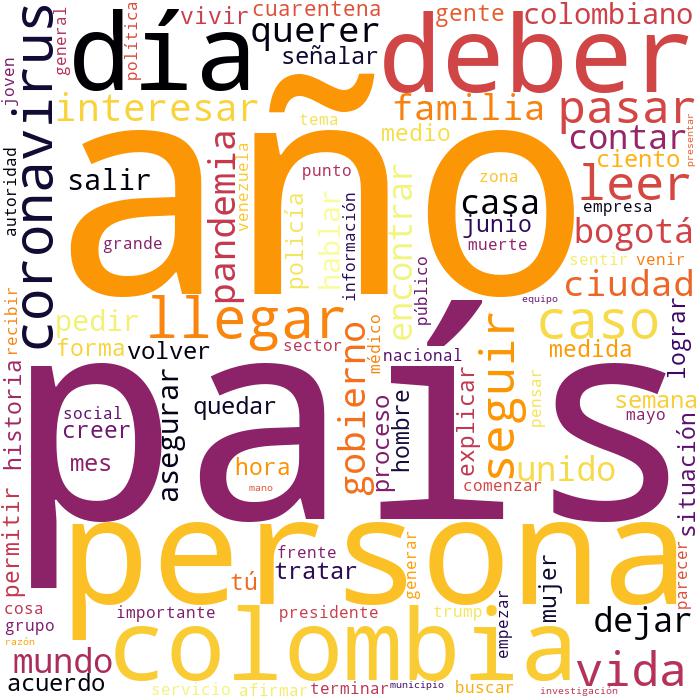 vivir
cuarentena
gente
colombiano
joven
general
política
día
querer
señalar
deber
coronavirus
interesar
familia
pasar
tema
medio
contar
presentar
autoridad
año
ciento
salir
pandemia
venezuela
policía
punto
hablar
información
encontrar
zona
casa
junio
muerte
leer
empresa
bogotá
grande
público
sentir
venir
ciudad
equipo
recibir
pedir
llegar
caso
forma
volver
sector
gobierno
médico
nacional
seguir
medida
lograr
historia
país
social
creer
mes
asegurar
quedar
hora
mano
proceso
hombre
explicar
comenzar
pensar
unido
semana
mayo
situación
permitir
persona
frente
tratar
tú
generar
parecer
cosa
grupo
razón
importante
presidente
trump
empezar
mujer
dejar
colombia
mundo
acuerdo
vida
servicio
afirmar
terminar
municipio
buscar
investigación